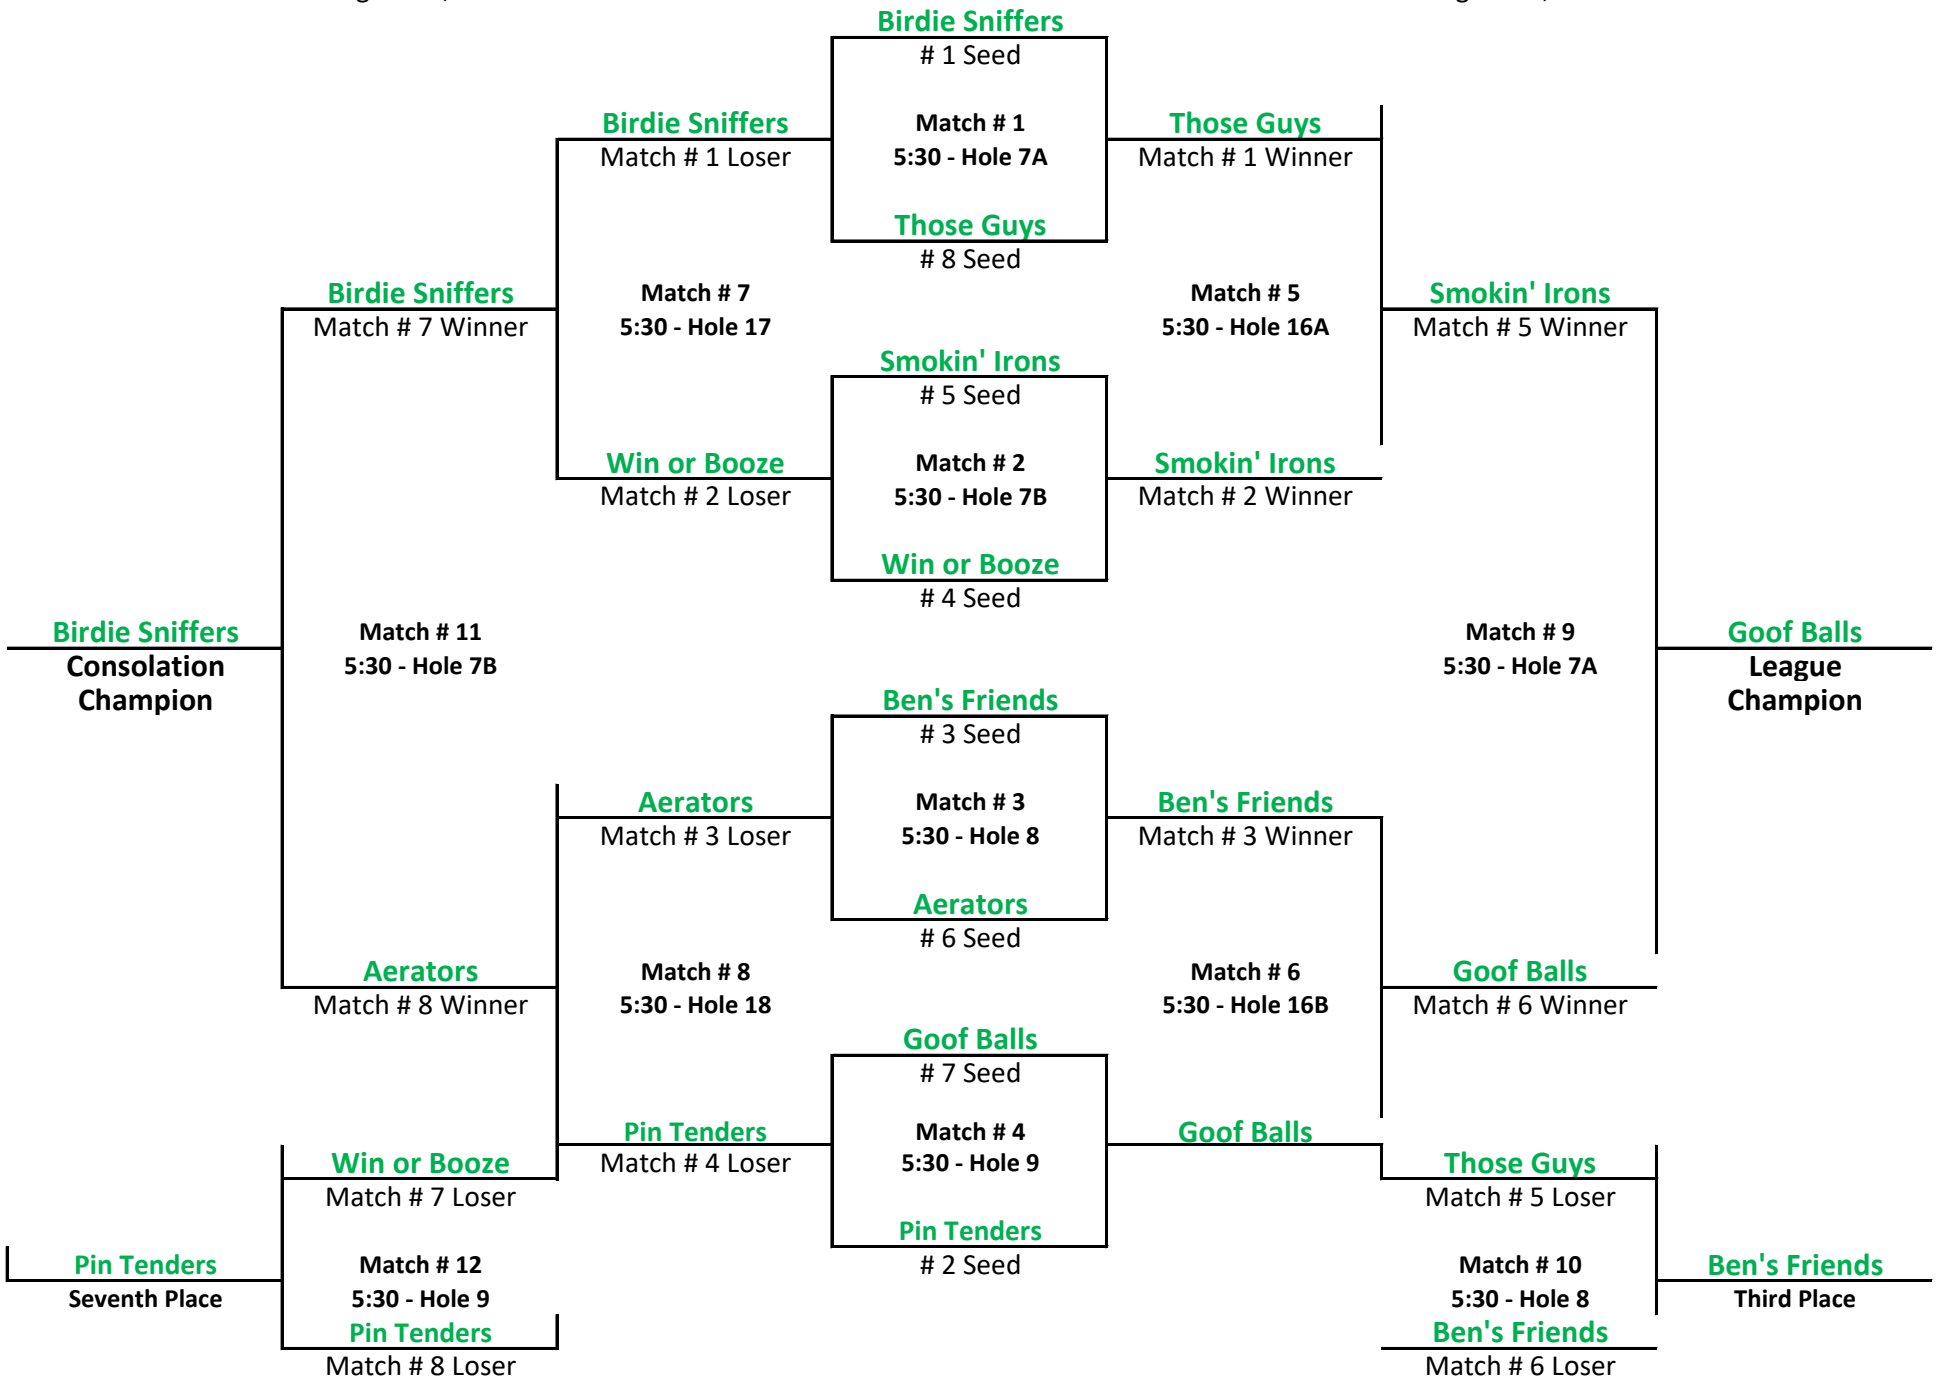 Birdie Sniffers
# 1 Seed
Birdie Sniffers
Match # 1 Loser
Match # 1
5:30 - Hole 7A
Those Guys
Match # 1 Winner
Those Guys
# 8 Seed
Birdie Sniffers
Match # 7 Winner
Match # 7
5:30 - Hole 17
Match # 5
5:30 - Hole 16A
Smokin' Irons
Match # 5 Winner
Smokin' Irons
# 5 Seed
Win or Booze
Match # 2 Loser
Match # 2
5:30 - Hole 7B
Smokin' Irons
Match # 2 Winner
Win or Booze
# 4 Seed
Birdie Sniffers
Consolation
Champion
Match # 11
5:30 - Hole 7B
Match # 9
5:30 - Hole 7A
Goof Balls
League
Champion
Ben's Friends
# 3 Seed
Aerators
Match # 3 Loser
Match # 3
5:30 - Hole 8
Ben's Friends
Match # 3 Winner
Aerators
# 6 Seed
Aerators
Match # 8 Winner
Match # 8
5:30 - Hole 18
Match # 6
5:30 - Hole 16B
Goof Balls
Match # 6 Winner
Goof Balls
# 7 Seed
Pin Tenders
Match # 4 Loser
Match # 4
5:30 - Hole 9
Goof Balls
Win or Booze
Match # 7 Loser
Those Guys
Match # 5 Loser
Pin Tenders
# 2 Seed
Pin Tenders
Seventh Place
Match # 12
5:30 - Hole 9
Match # 10
5:30 - Hole 8
Ben's Friends
Third Place
Pin Tenders
Match # 8 Loser
Ben's Friends
Match # 6 Loser